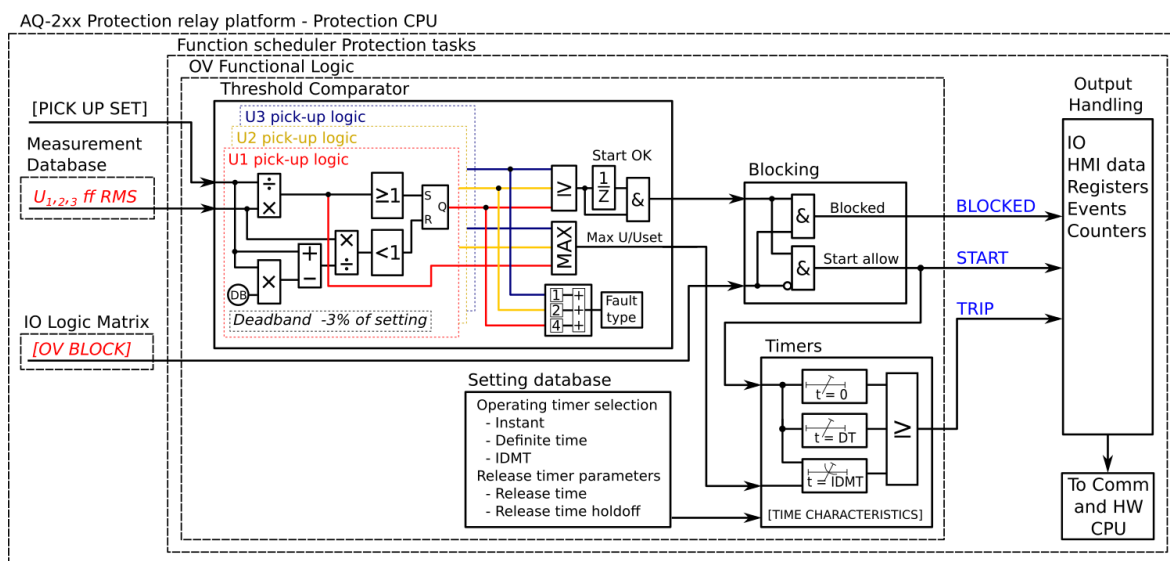 AQ-2xx Protection relay platform - Protection CPU
Function scheduler Protection tasks
OV Functional Logic
Threshold Comparator
[PICK UP SET]
Measurement
Database
U1,2,3 ff RMS
IO Logic Matrix
[OV BLOCK]
U3 pick-up logic
U2 pick-up logic
U1 pick-up logic
÷
×
≥1
S
Q
R
×
÷
<1
+
−
×
DB
Deadband -3% of setting
≥
Start OK
1
Z
&
MAX
Max U/Uset
1 +
2 +
4 +
Fault
type
Blocking
&
Blocked
&
Start allow
BLOCKED
START
TRIP
Setting database
Operating timer selection
- Instant
- Definite time
- IDMT
Release timer parameters
- Release time
- Release time holdoff
Timers
t = 0
t = DT
t = IDMT
≥
[TIME CHARACTERISTICS]
Output
Handling
IO
HMI data
Registers
Events
Counters
To Comm
and HW
CPU